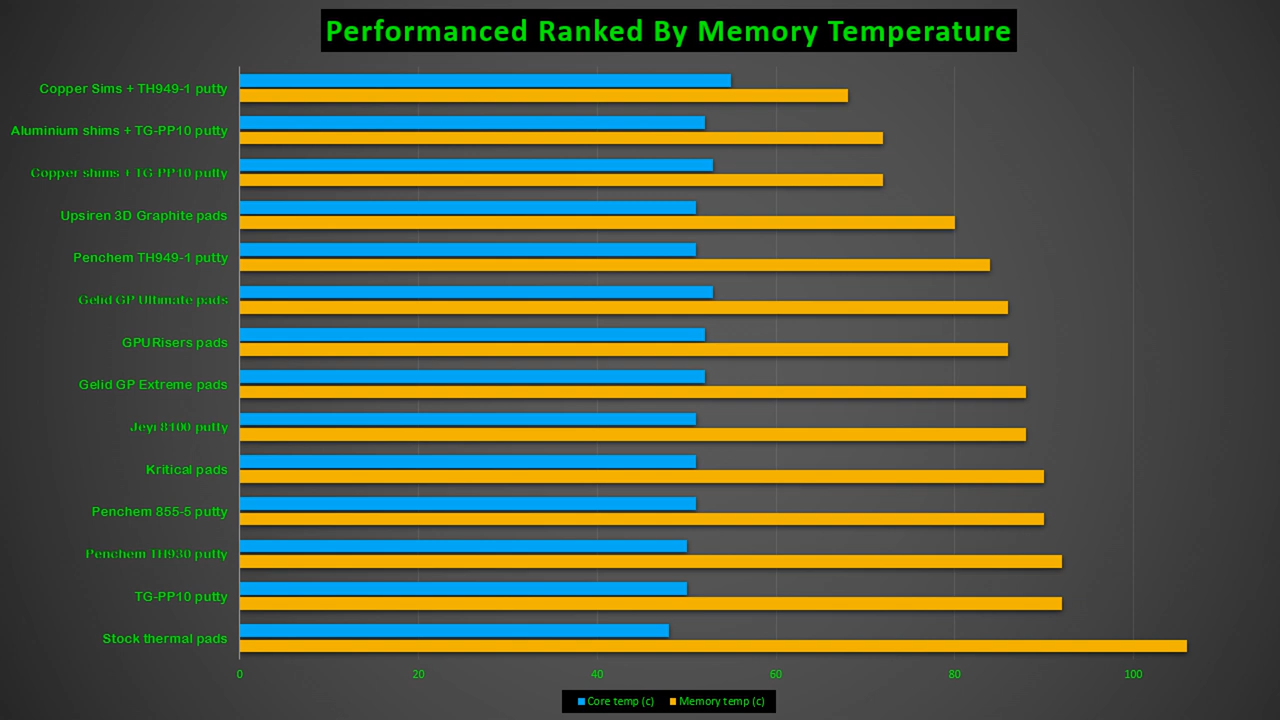 Performanced Ranked By Memory Temperature
Copper Sims + TH949-1 putty
Aluminium shims + TG-PP10 putty
Copper shims + TG-PP10 putty
Upsiren 3D Graphite pads
Penchem TH949-1 putty
Gelid GP Ultimate pads
GPURisers pads
Gelid GP Extreme pads
Jeyi 8400 putty
Kritical pads
Penchem 855-5 putty
Penchem TH930 putty
TG-PP10 putty
Stock thermal pads
0 20 40 60 80 100
Core temp (c) Memory temp (c)